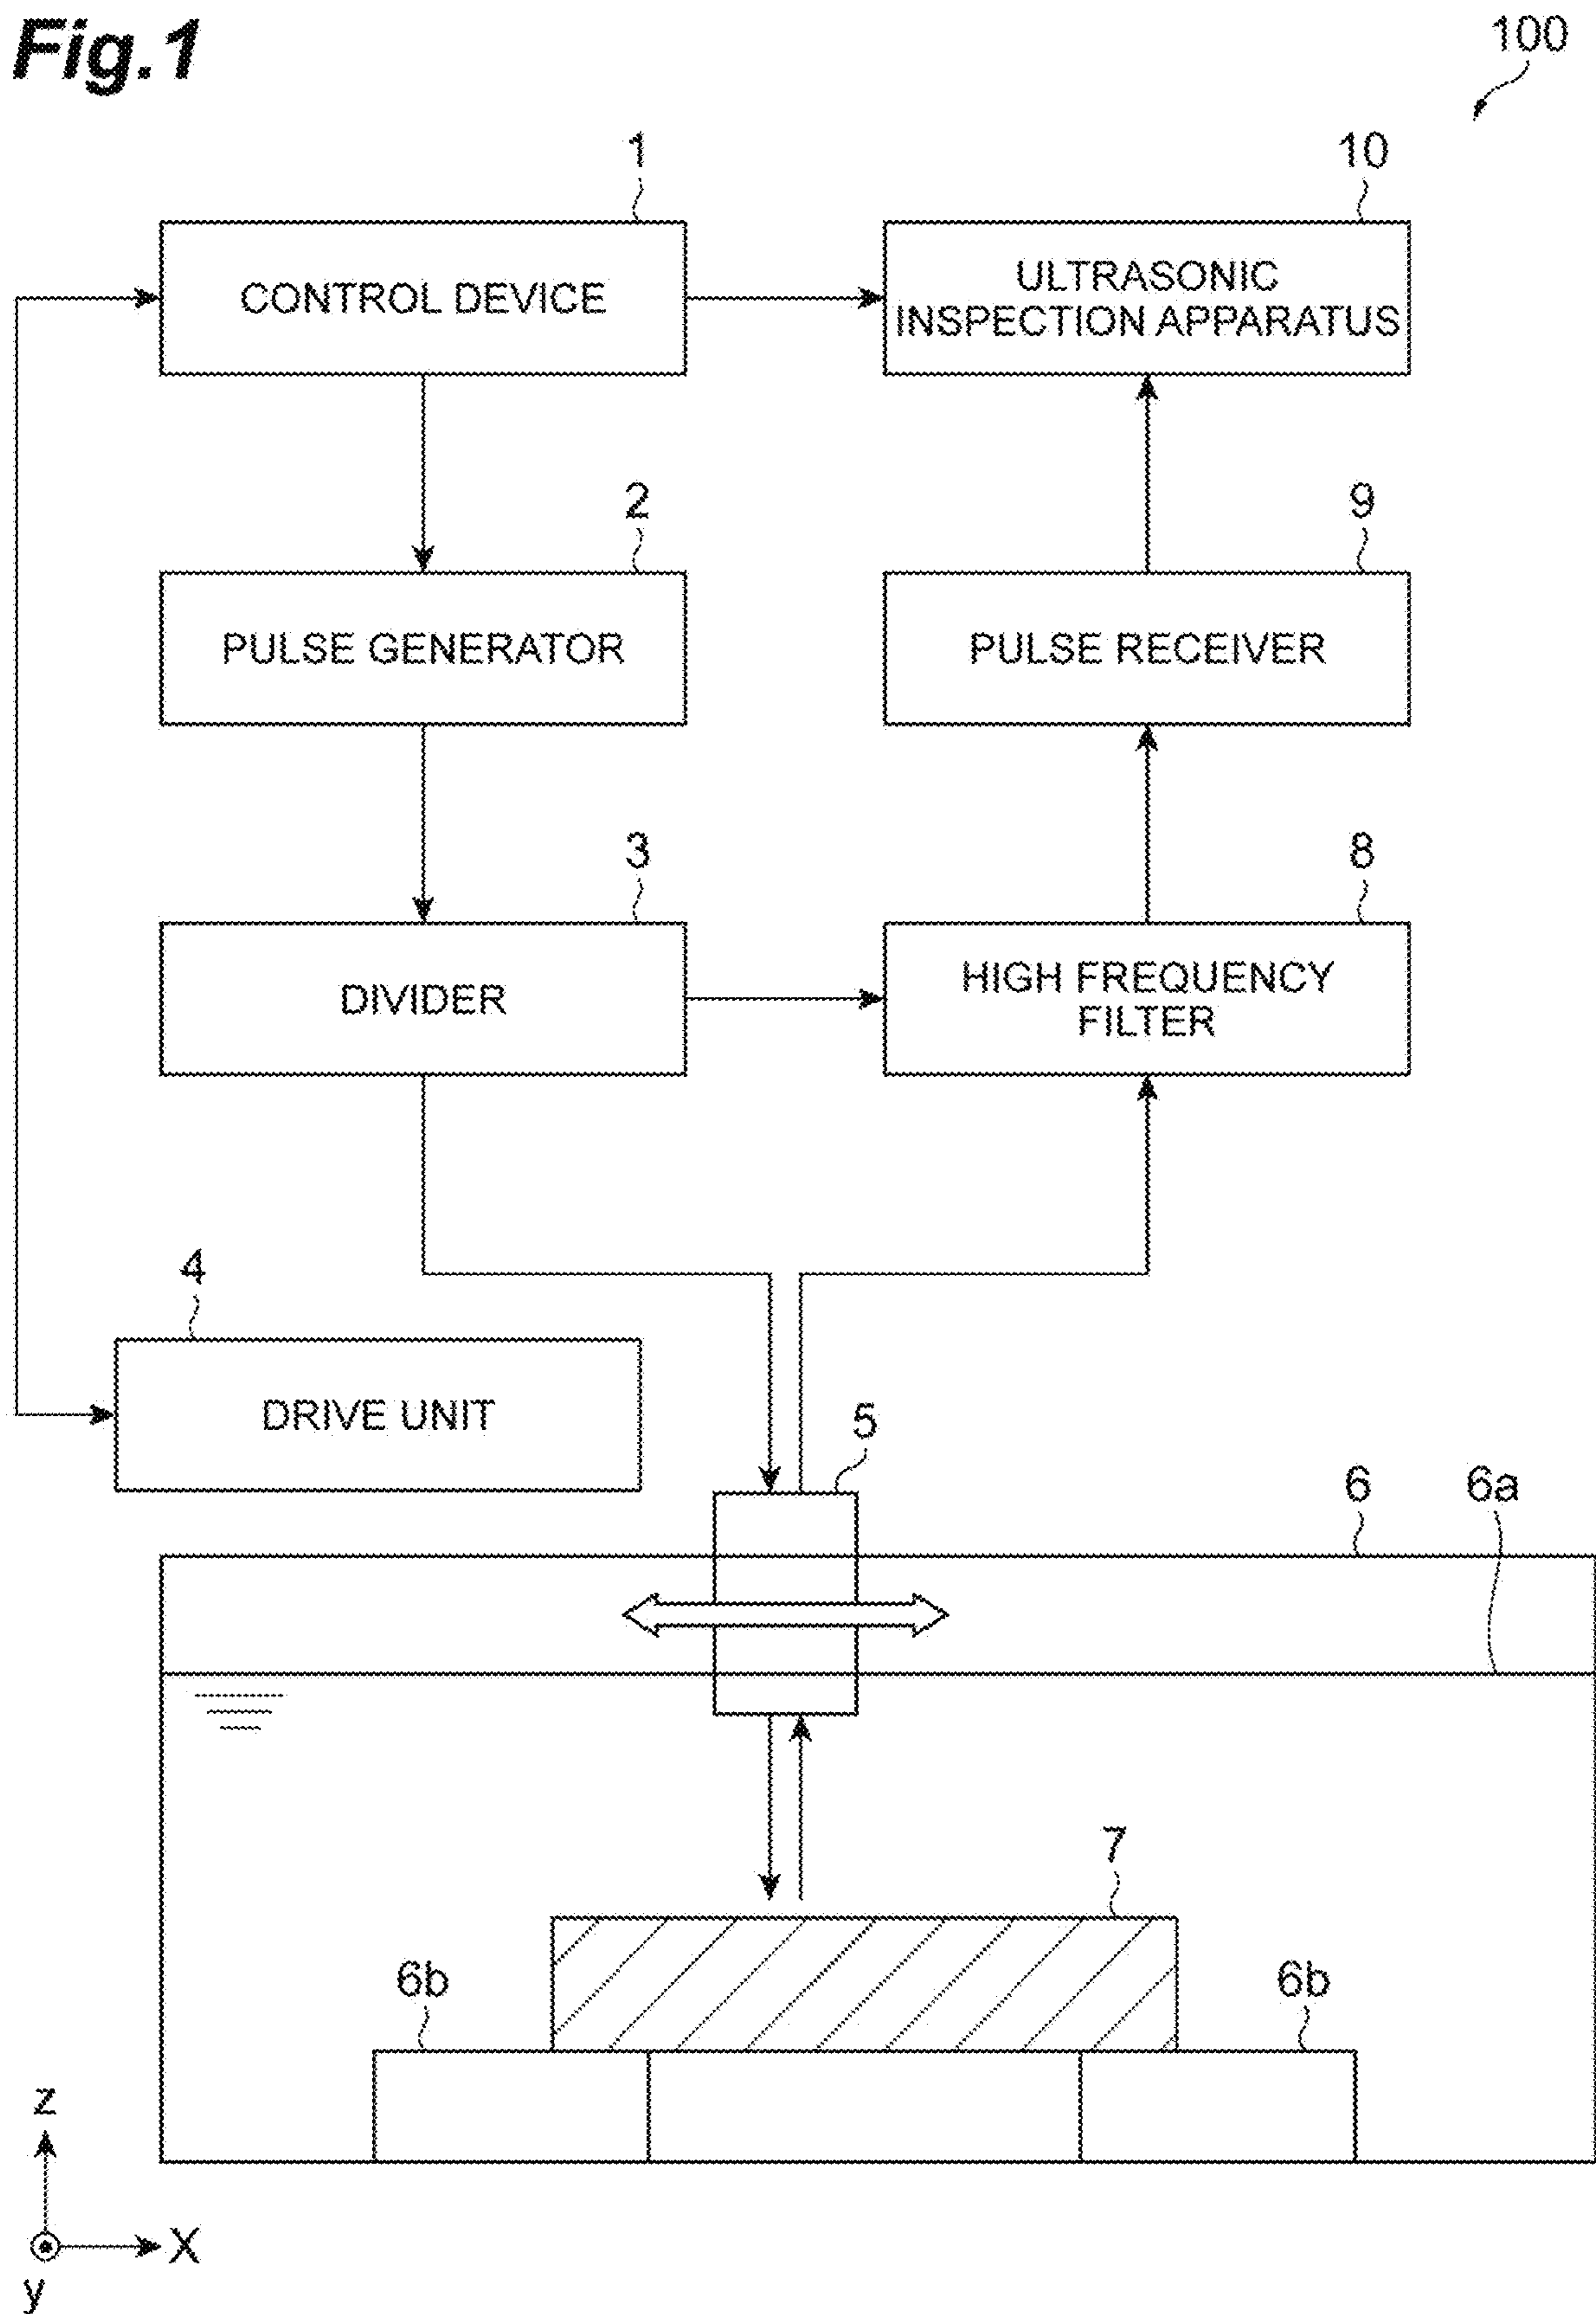 Fig.1
100
1
10
CONTROL DEVICE
ULTRASONIC
INSPECTION APPARATUS
2
9
PULSE GENERATOR
PULSE RECEIVER
3
8
DIVIDER
HIGH FREQUENCY
FILTER
4
DRIVE UNIT
5
6
6a
7
6b
6b
z
X
y